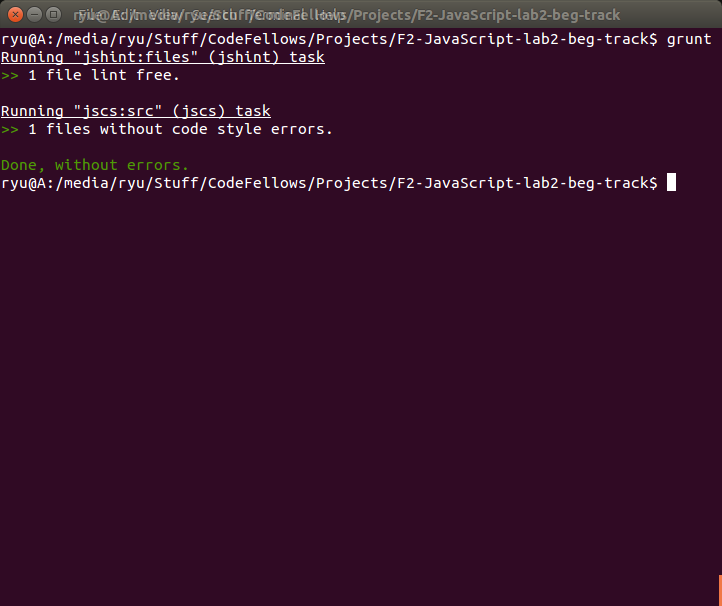 ryu@A:/media/ryu/Stuff/CodeFellows/Projects/F2-JavaScript-lab2-beg-track
ryu@A:/media/ryu/Stuff/CodeFellows/Projects/F2-JavaScript-lab2-beg-track$ grunt
Running "jshint:files" (jshint) task
>> 1 file lint free.
Running "jscs:src" (jscs) task
>> 1 files without code style errors.
Done, without errors.
ryu@A:/media/ryu/Stuff/CodeFellows/Projects/F2-JavaScript-lab2-beg-track$